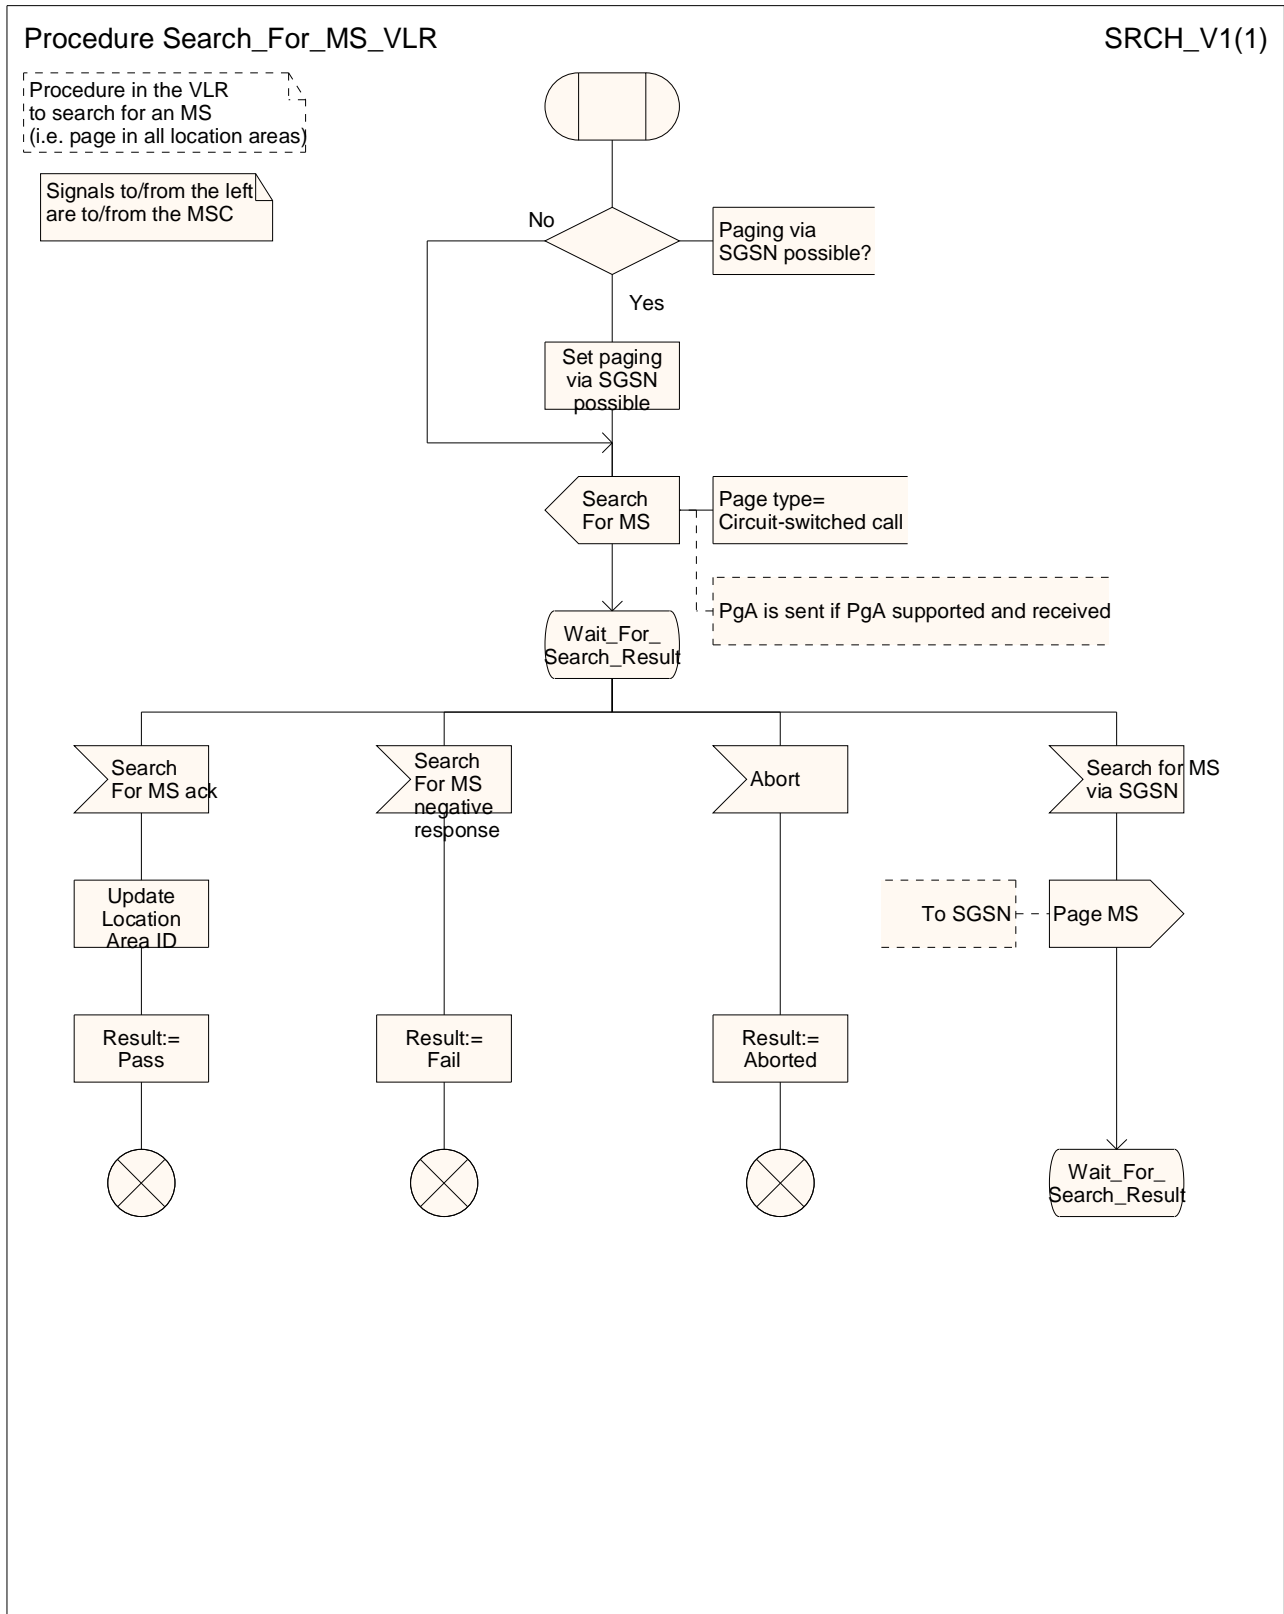 Procedure Search_For_MS_VLR
SRCH_V1(1)
Procedure in the VLR
to search for an MS
(i.e. page in all location areas)
Signals to/from the left
are to/from the MSC
No
Paging via
SGSN possible?
Yes
Set paging
via SGSN
possible
Search
For MS
Page type=
Circuit-switched call
PgA is sent if PgA supported and received
Wait_For_
Search_Result
Search
For MS ack
Search
For MS
negative
response
Abort
Search for MS
via SGSN
Update
Location
Area ID
To SGSN
Page MS
Result:=
Pass
Result:=
Fail
Result:=
Aborted
Wait_For_
Search_Result